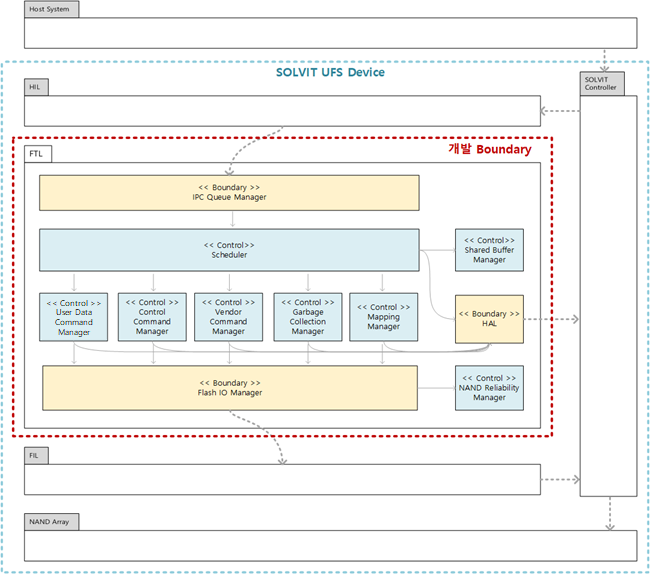 Host System
SOLVIT UFS Device
SOLVIT
Controller
HIL
개발 Boundary
FTL
<< Boundary >>
IPC Queue Manager
<< Control>>
Scheduler
<< Control>>
Shared Buffer
Manager
<< Control >>
User Data
Command
Manager
<< Control >>
Control
Command
Manager
<< Control >>
Vendor
Command
Manager
<< Control >>
Garbage
Collection
Manager
<< Control >>
Mapping
Manager
<< Boundary >>
HAL
<< Boundary >>
Flash IO Manager
<< Control >>
NAND Reliability
Manager
FIL
NAND Array